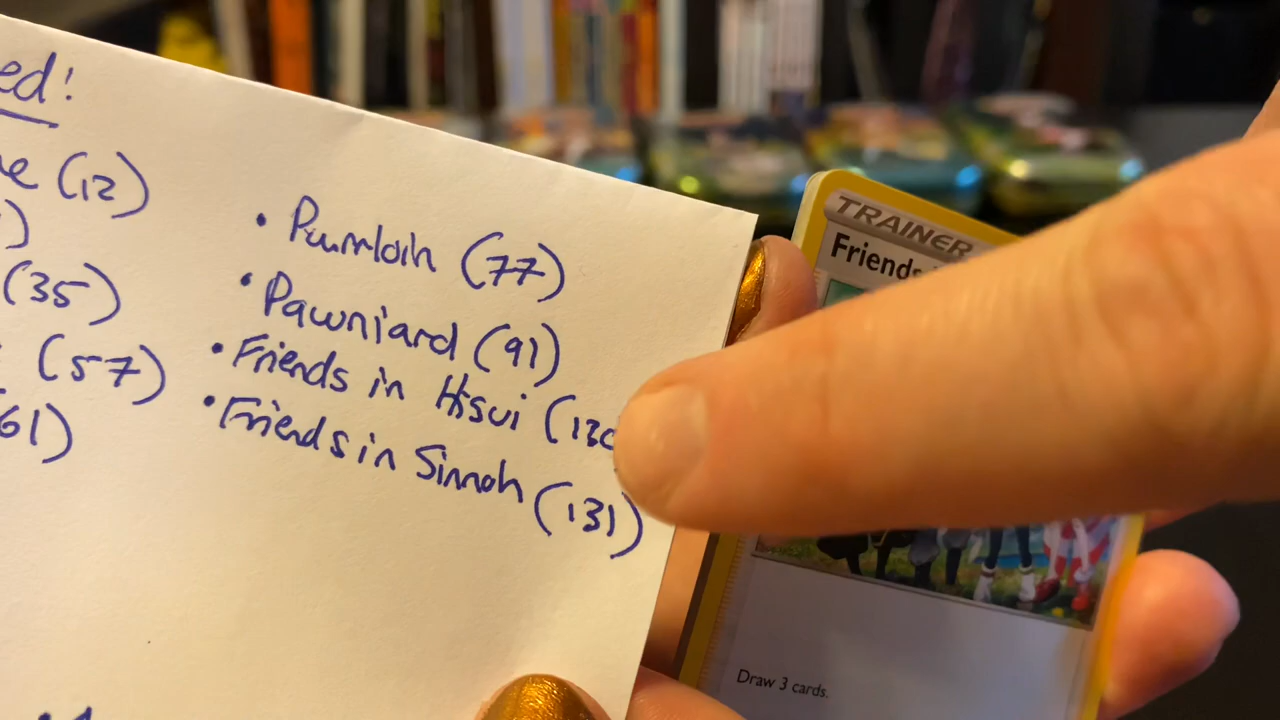 ed!
e (12)
)
(35)
(57)
61)
• Purrloin (77)
• Pawniard (91)
• Friends in Hisui (130
• Friends in Sinnoh (131)
TRAINER
Friends
Draw 3 cards.